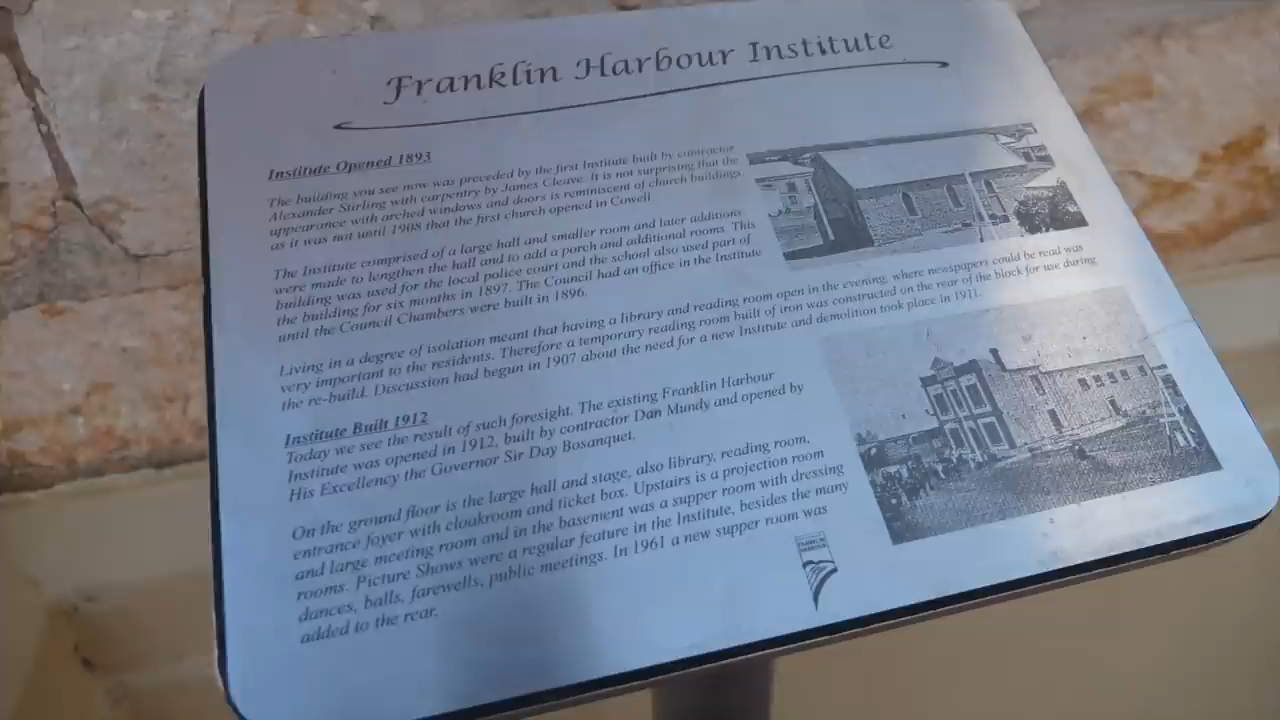 Franklin Harbour Institute
Institute Opened 1893
The building you see now was preceded by the first Institute built by contractor
Alexander Stirling with carpentry by James Cleave. It is not surprising that the
appearance with arched windows and doors is reminiscent of church buildings,
as it was not until 1908 that the first church opened in Cowell
The Institute comprised of a large hall and smaller room and later additions
were made to lengthen the hall and to add a porch and additional rooms. This
building was used for the local police court and the school also used part of
the building for six months in 1897. The Council had an office in the Institute
until the Council Chambers were built in 1896.
Living in a degree of isolation meant that having a library and reading room open in the evening, where newspapers could be read was
very important to the residents. Therefore a temporary reading room built of iron was constructed on the rear of the block for use during
the re-build. Discussion had begun in 1907 about the need for a new Institute and demolition took place in 1911.
Institute Built 1912
Today we see the result of such foresight. The existing Franklin Harbour
Institute was opened in 1912, built by contractor Dan Mundy and opened by
His Excellency the Governor Sir Day Bosanquet.
On the ground floor is the large hall and stage, also library, reading room,
entrance foyer with cloakroom and ticket box. Upstairs is a projection room
and large meeting room and in the basement was a supper room with dressing
rooms. Picture Shows were a regular feature in the Institute, besides the many
dances, balls, farewells, public meetings. In 1961 a new supper room was
added to the rear.
FRANKLIN
HARBOUR